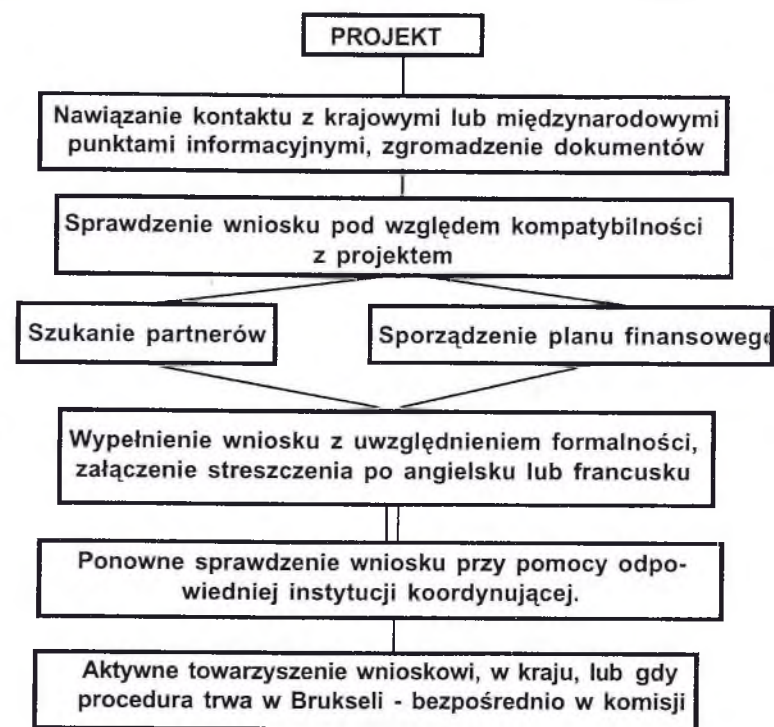 PROJEKT
Nawiązanie kontaktu z krajowymi lub międzynarodowymi
punktami informacyjnymi, zgromadzenie dokumentów
Sprawdzenie wniosku pod względem kompatybilności
z projektem
Szukanie partnerów
Sporządzenie planu finansowego
Wypełnienie wniosku z uwzględnieniem formalności,
załączenie streszczenia po angielsku lub francusku
Ponowne sprawdzenie wniosku przy pomocy odpo-
wiedniej instytucji koordynującej.
Aktywne towarzyszenie wnioskowi, w kraju, lub gdy
procedura trwa w Brukseli - bezpośrednio w komisji